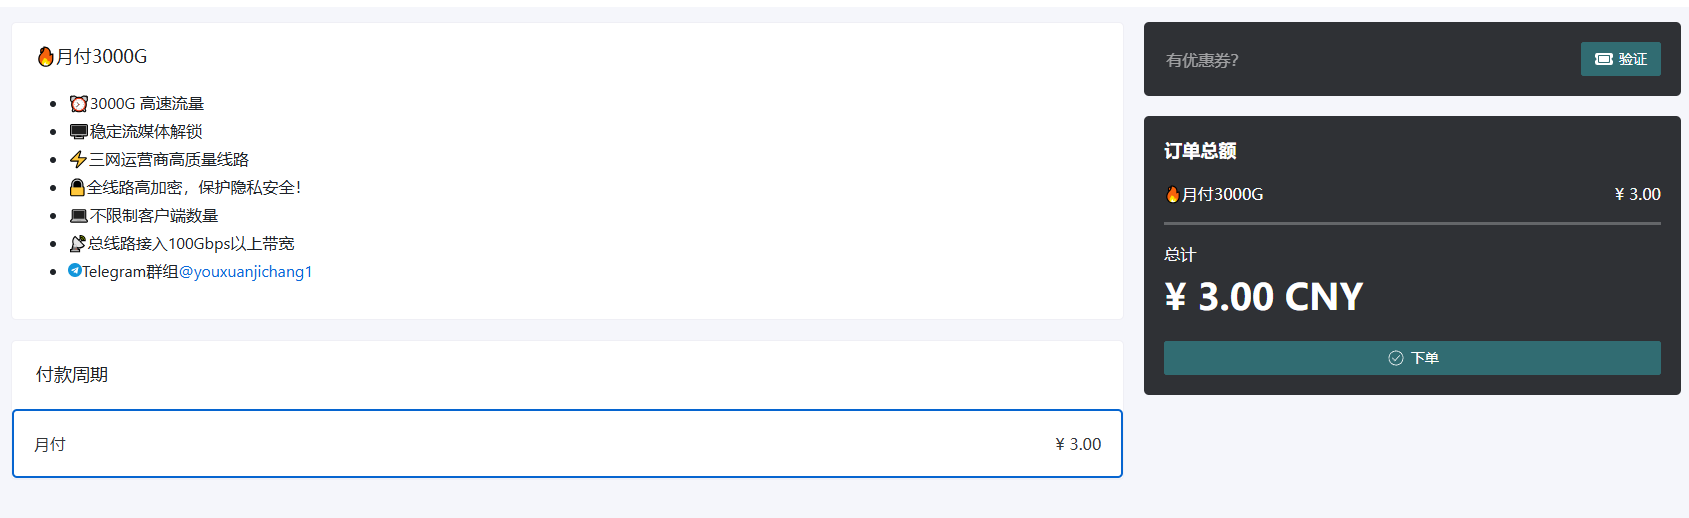 🔥月付3000G
⏰3000G 高速流量
🖥️稳定流媒体解锁
⚡三网运营商高质量线路
🔒全线路高加密，保护隐私安全！
💻不限制客户端数量
📡总线路接入100Gbps以上带宽
Telegram群组@youxuanjichang1
付款周期
月付 ¥ 3.00
有优惠券？ 验证
订单总额
🔥月付3000G ¥ 3.00
总计
¥ 3.00 CNY
下单